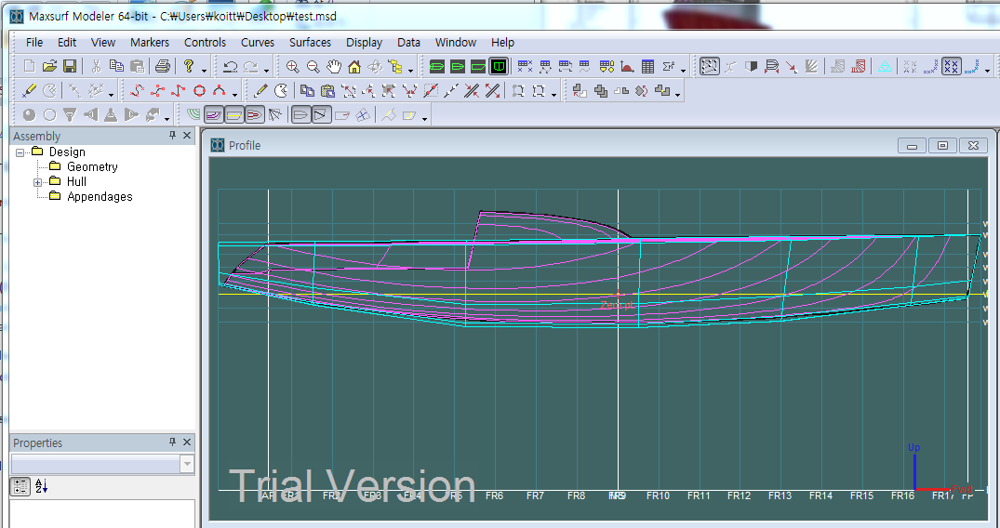 Maxsurf Modeler 64-bit - C:₩Users₩koitt₩Desktop₩test.msd
File Edit View Markers Controls Curves Surfaces Display Data Window Help
Assembly
Design
Geometry
Hull
Appendages
Properties
Profile
Zero pt.
Up
Fwd
Trial Version
AP FR1 FR2 FR3 FR4 FR5 FR6 FR7 FR8 FR9 FR10 FR11 FR12 FR13 FR14 FR15 FR16 FR17 FP